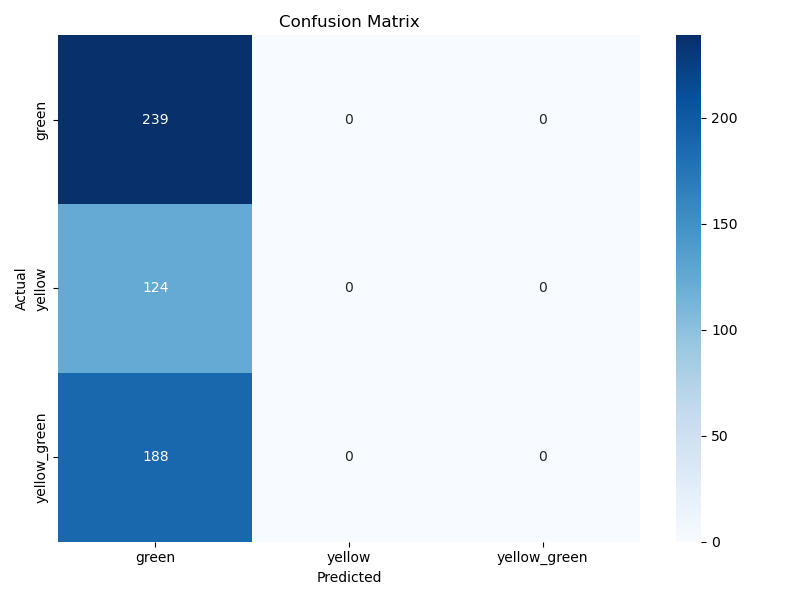 Confusion Matrix
Actual
green
239
0
0
yellow
124
0
0
yellow_green
188
0
0
green
yellow
yellow_green
Predicted
200
150
100
50
0